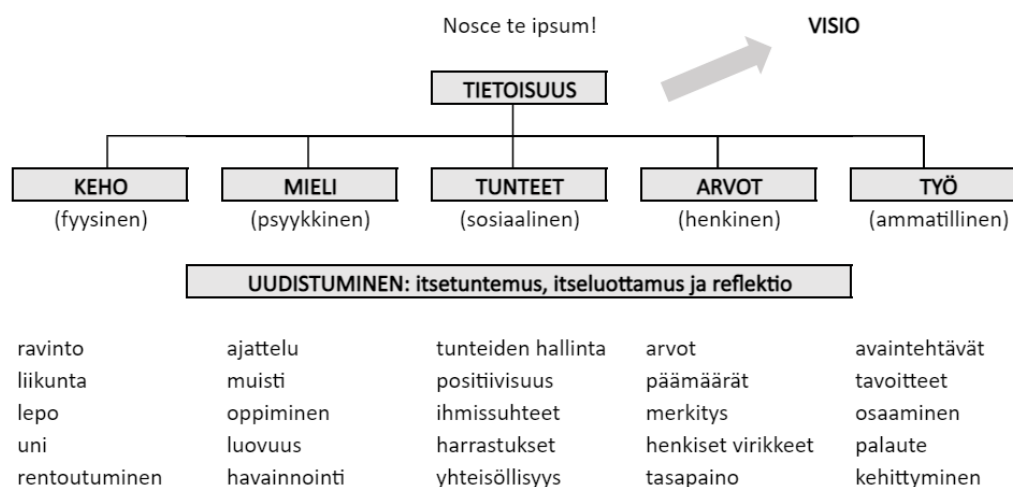 Nosce te ipsum!
VISIO
TIETOISUUS
KEHO MIELI TUNTEET ARVOT TYÖ
(fyysinen) (psyykkinen) (sosiaalinen) (henkinen) (ammatillinen)
UUDISTUMINEN: itsetuntemus, itseluottamus ja reflektio
ravinto ajattelu tunteiden hallinta arvot avaintehtävät
liikunta muisti positiivisuus päämäärät tavoitteet
lepo oppiminen ihmissuhteet merkitys osaaminen
uni luovuus harrastukset henkiset virikkeet palaute
rentoutuminen havainnointi yhteisöllisyys tasapaino kehittyminen